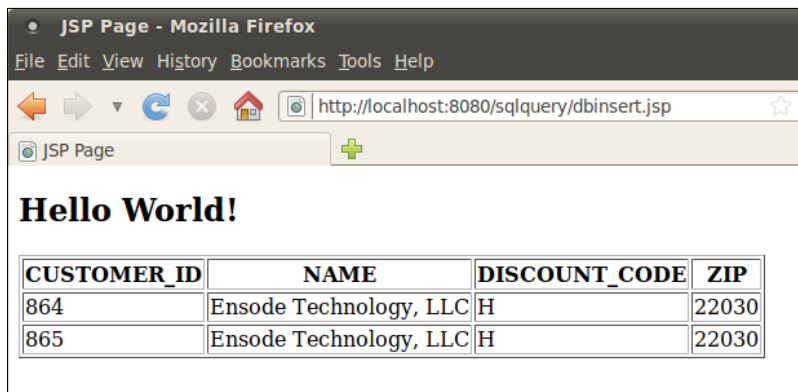 JSP Page - Mozilla Firefox
File Edit View History Bookmarks Tools Help
http://localhost:8080/sqlquery/dbinsert.jsp
JSP Page
Hello World!
CUSTOMER_ID NAME DISCOUNT_CODE ZIP
864 Ensode Technology, LLC H 22030
865 Ensode Technology, LLC H 22030